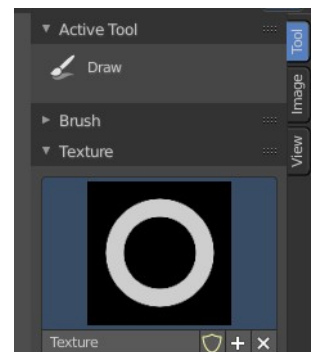 Active Tool
Draw
Brush
Texture
Texture
Tool
Image
View